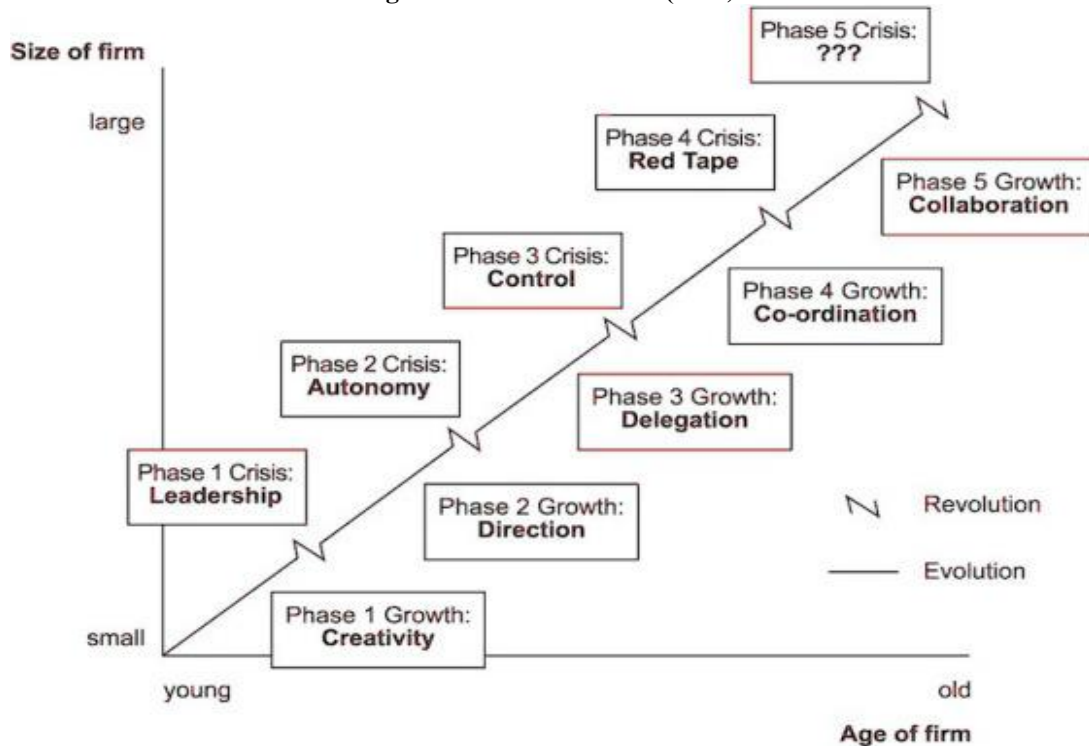 Size of firm
large
small
young
old
Age of firm
Phase 5 Crisis:
???
Phase 4 Crisis:
Red Tape
Phase 5 Growth:
Collaboration
Phase 3 Crisis:
Control
Phase 4 Growth:
Co-ordination
Phase 2 Crisis:
Autonomy
Phase 3 Growth:
Delegation
Phase 1 Crisis:
Leadership
Phase 2 Growth:
Direction
Phase 1 Growth:
Creativity
Revolution
Evolution